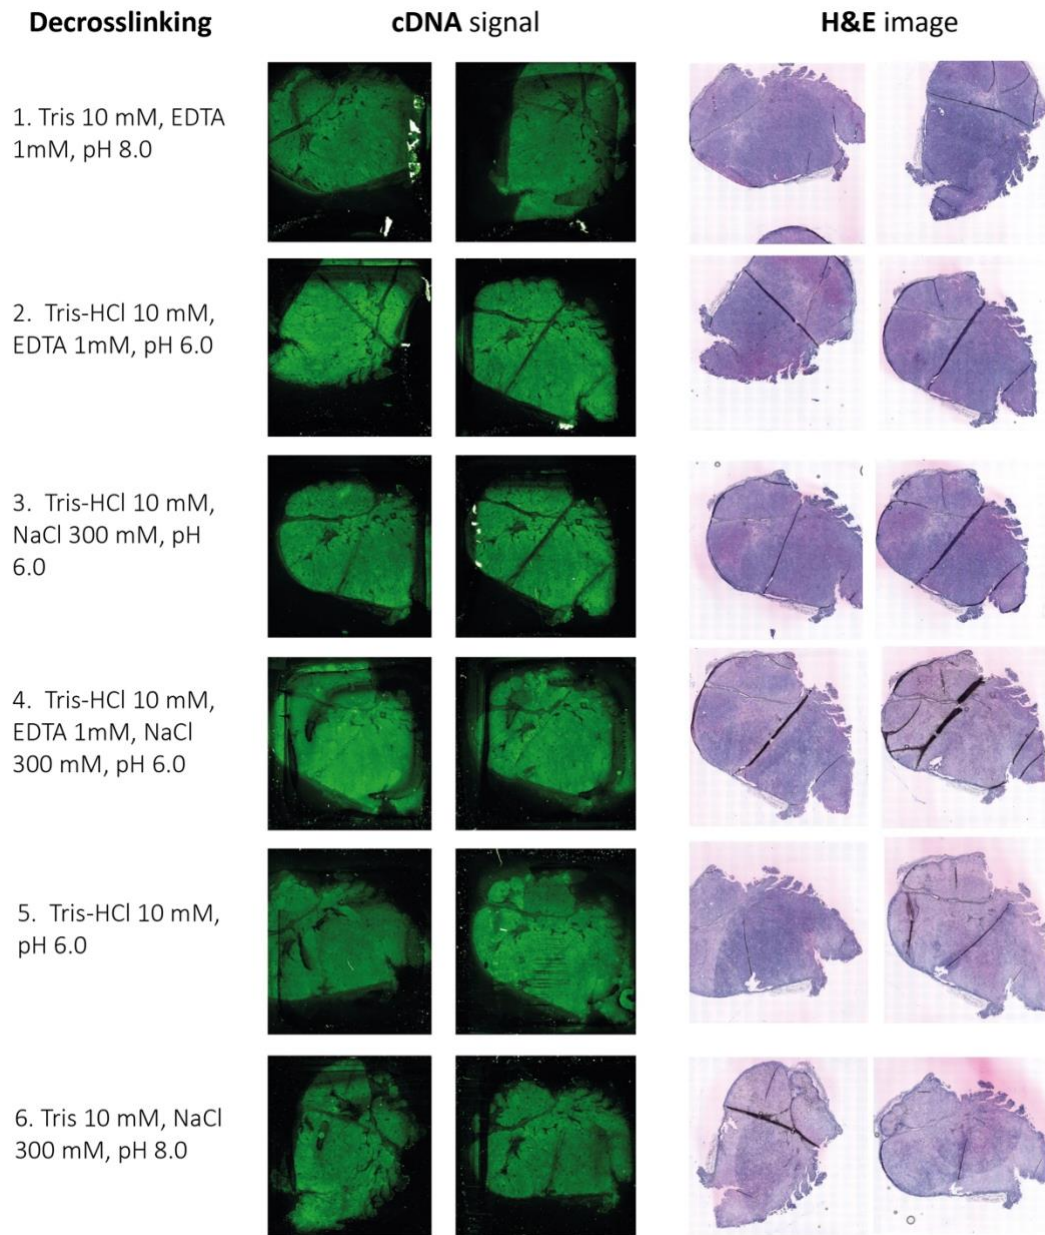 Decrosslinking
cDNA signal
H&E image
1. Tris 10 mM, EDTA
1mM, pH 8.0
2. Tris-HCl 10 mM,
EDTA 1mM, pH 6.0
3. Tris-HCl 10 mM,
NaCl 300 mM, pH
6.0
4. Tris-HCl 10 mM,
EDTA 1mM, NaCl
300 mM, pH 6.0
5. Tris-HCl 10 mM,
pH 6.0
6. Tris 10 mM, NaCl
300 mM, pH 8.0